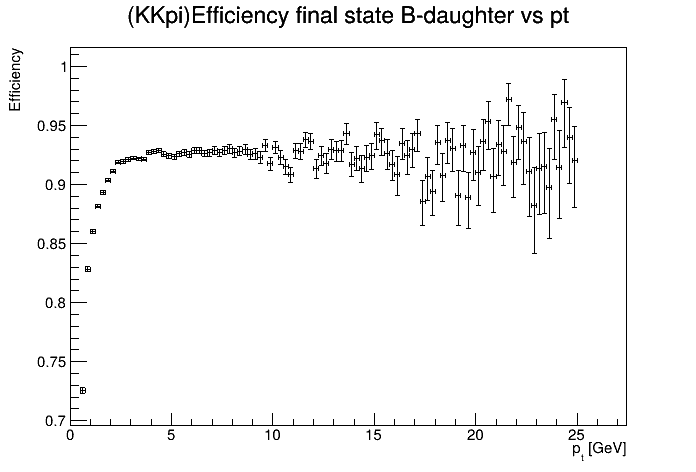 (KKpi)Efficiency final state B-daughter vs pt
Efficiency
1
0.95
0.9
0.85
0.8
0.75
0.7
0 5 10 15 20 25
p_t [GeV]